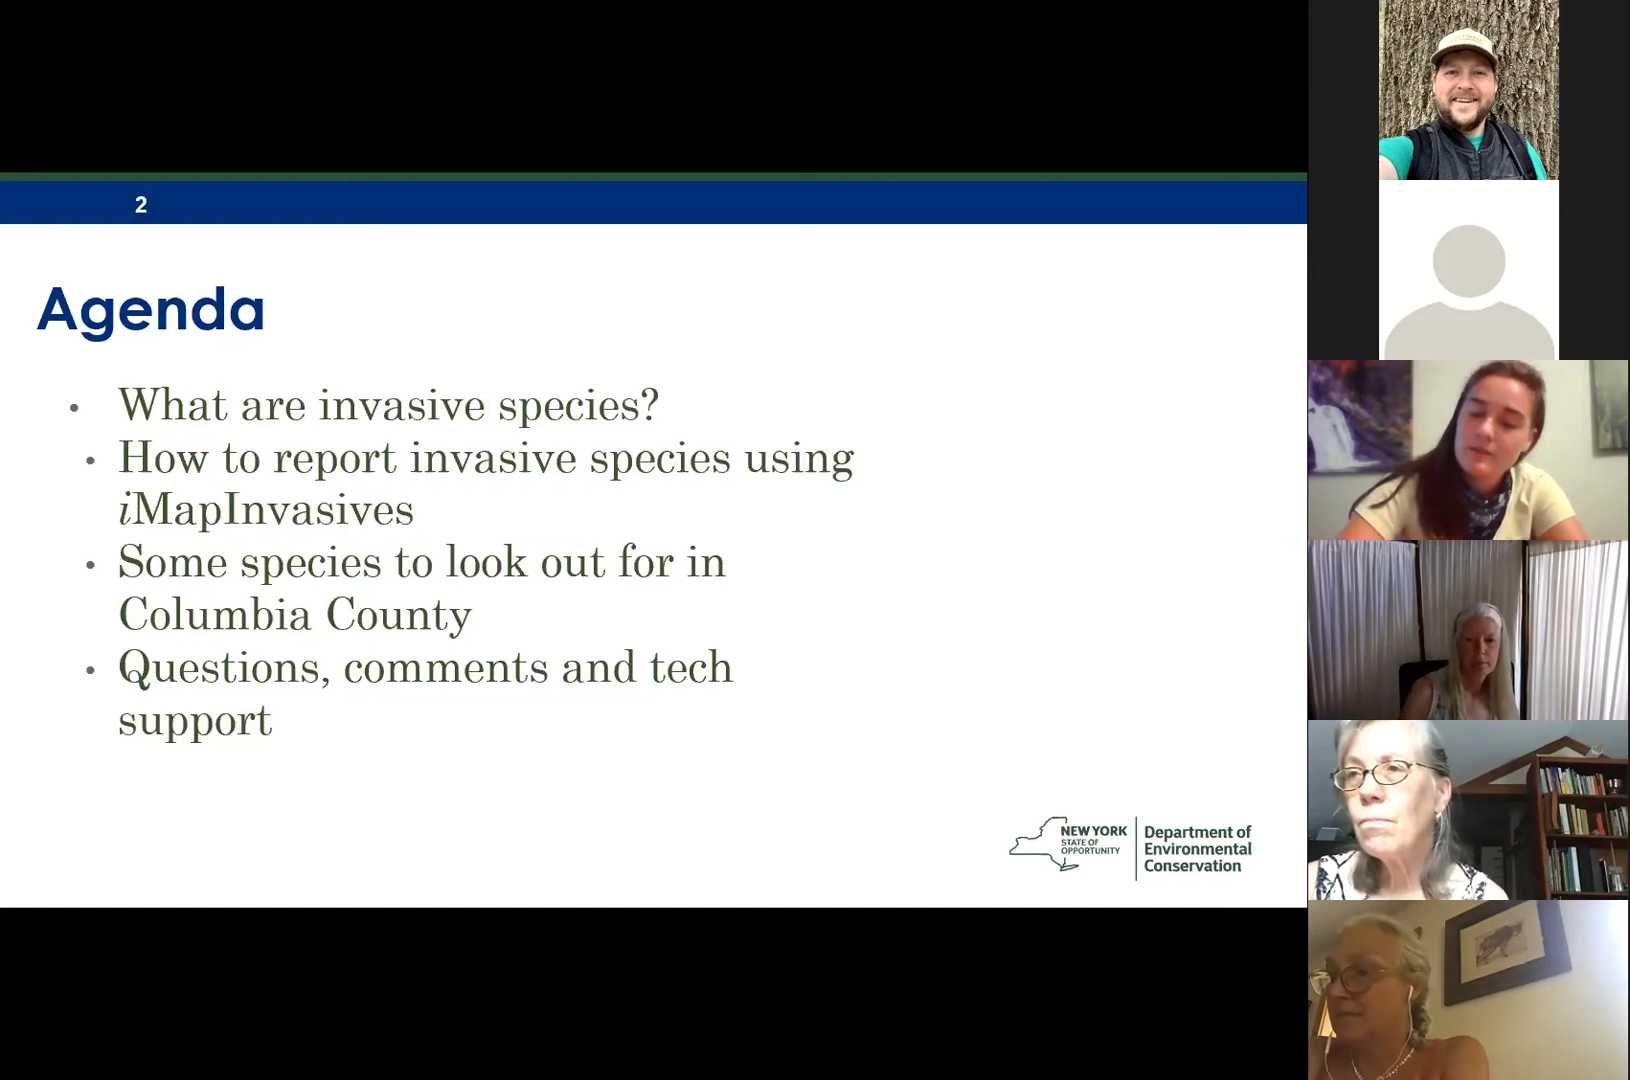 2
Agenda
• What are invasive species?
• How to report invasive species using
iMapInvasives
• Some species to look out for in
Columbia County
• Questions, comments and tech
support
NEW YORK
STATE OF
OPPORTUNITY
Department of
Environmental
Conservation